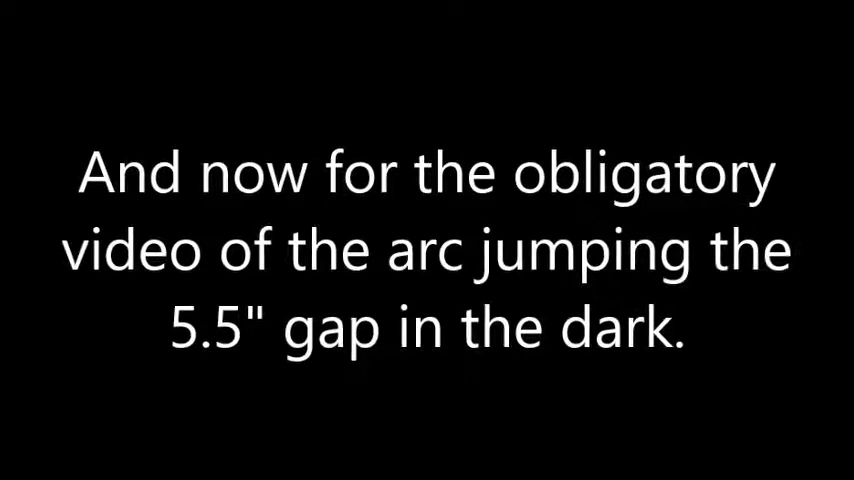 And now for the obligatory
video of the arc jumping the
5.5" gap in the dark.